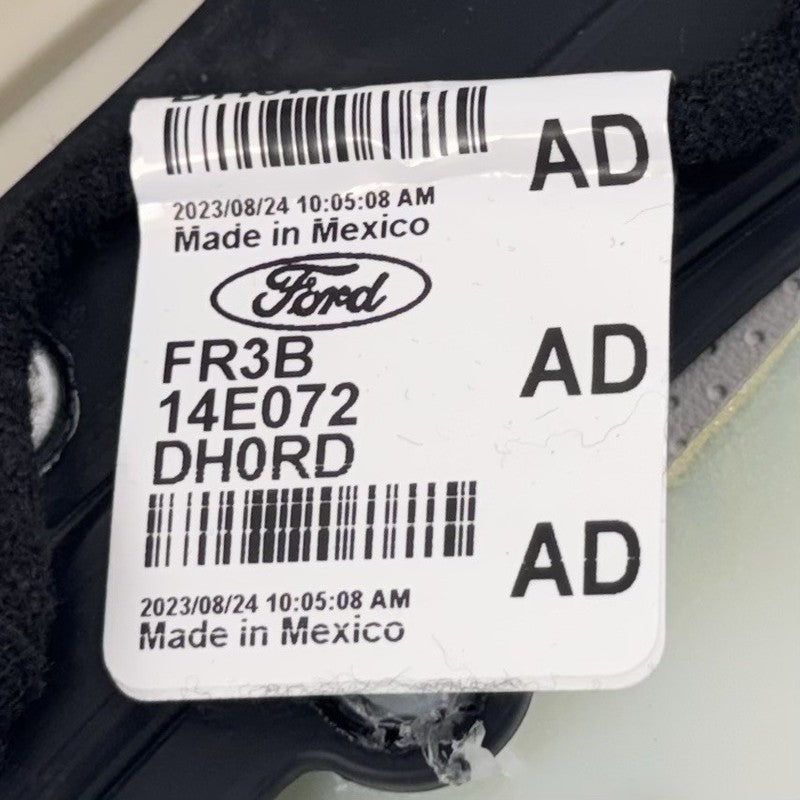 AD
2023/08/24 10:05:08 AM
Made in Mexico
Ford
FR3B
14E072
DH0RD
AD
AD
2023/08/24 10:05:08 AM
Made in Mexico